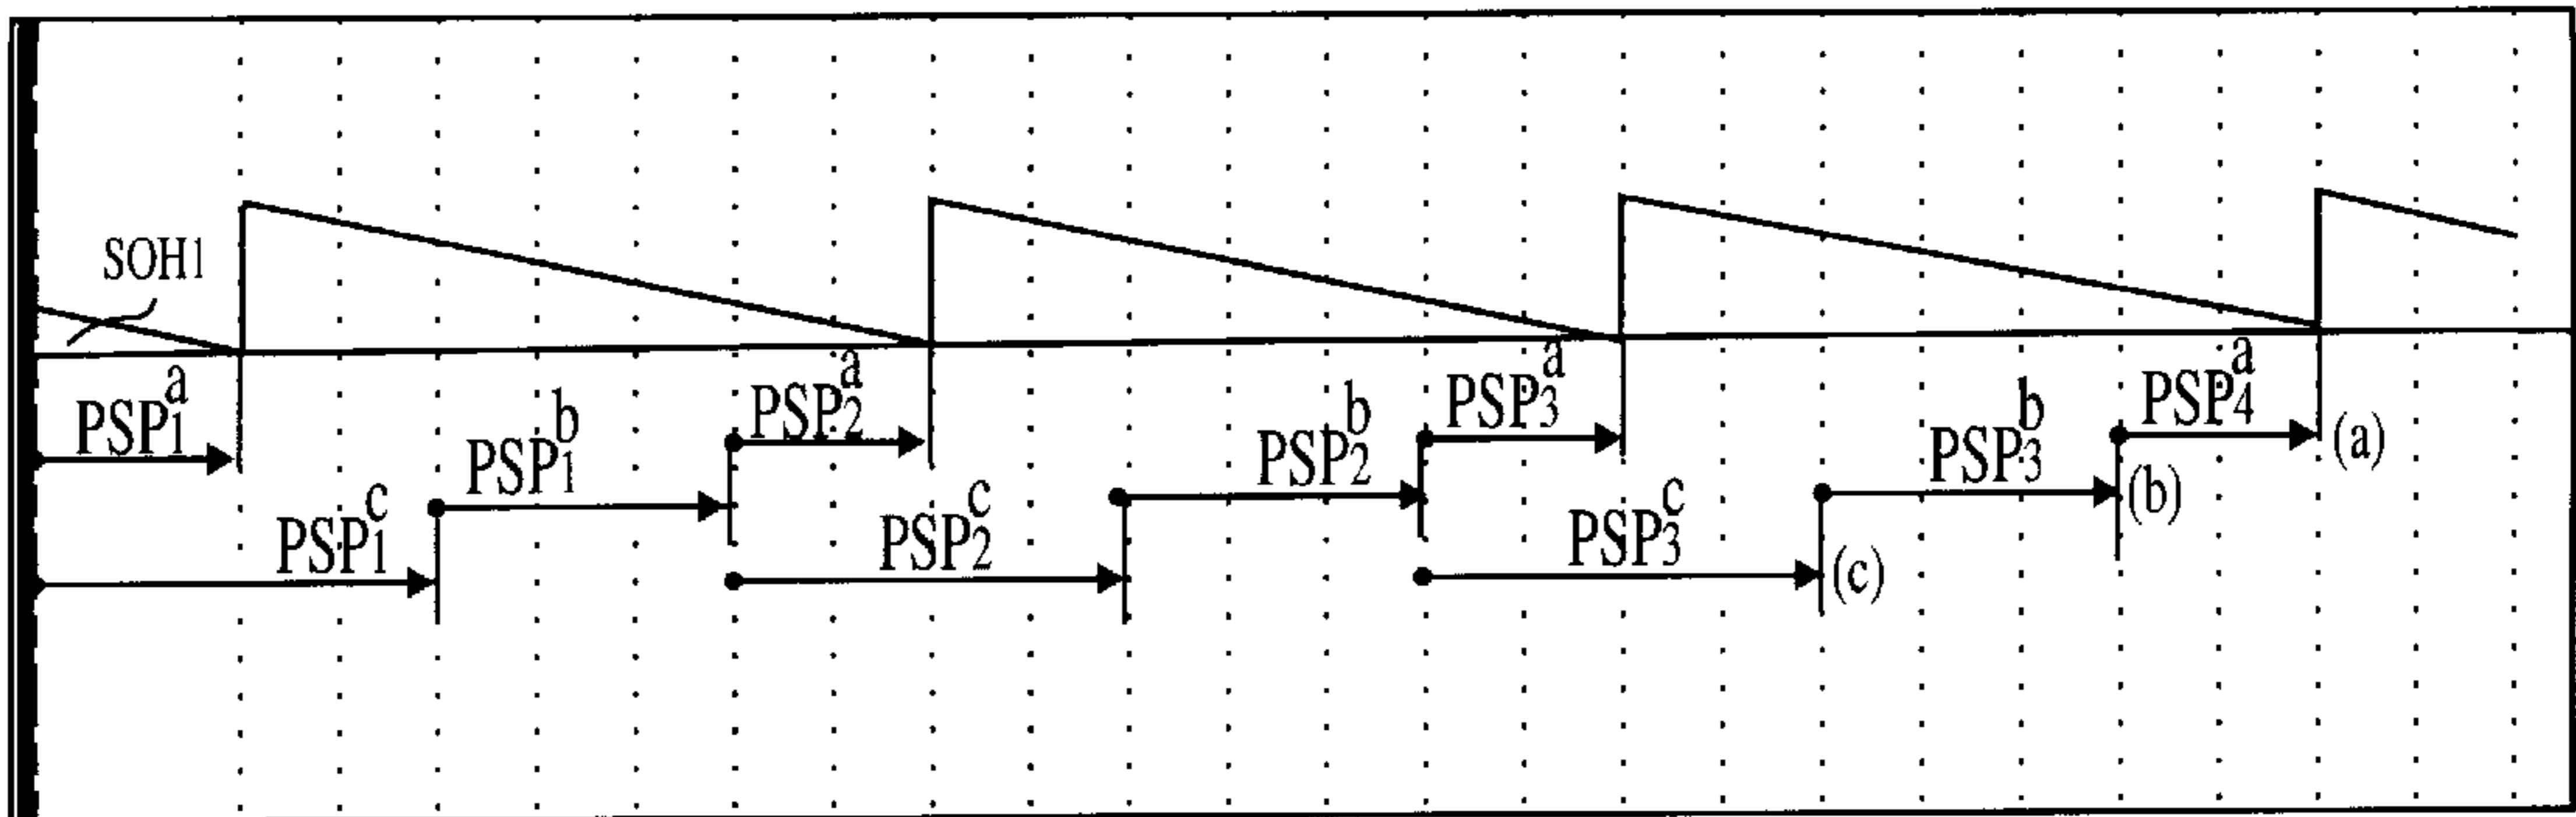 SOH1
PSP₁ᵃ
PSP₁ᵇ
PSP₂ᵃ
PSP₂ᵇ
PSP₃ᵃ
PSP₃ᵇ
PSP₄ᵃ
(a)
(b)
PSP₁ᶜ
PSP₂ᶜ
PSP₃ᶜ
(c)